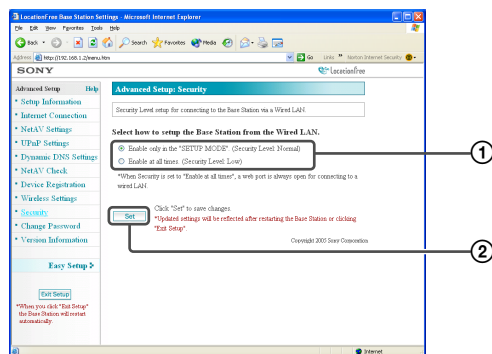 LocationFree Base Station Settings - Microsoft Internet Explorer
File Edit View Favorites Tools Help
Back Search Favorites Media
Address http://192.168.1.2/menu.htm Go Links » Norton Internet Security
SONY LocationFree
Advanced Setup Help
* Setup Information
* Internet Connection
* NetAV Settings
* UPnP Settings
* Dynamic DNS Settings
* NetAV Check
* Device Registration
* Wireless Settings
* Security
* Change Password
* Version Information
Easy Setup
Exit Setup
*When you click "Exit Setup"
the Base Station will restart
automatically.
Advanced Setup: Security
Security Level setup for connecting to the Base Station via a Wired LAN.
Select how to setup the Base Station from the Wired LAN.
Enable only in the "SETUP MODE" (Security Level: Normal)
Enable at all times. (Security Level: Low)
*When Security is set to "Enable at all times", a web port is always open for connecting to a
wired LAN.
Set
Click "Set" to save changes.
*Updated settings will be reflected after restarting the Base Station or clicking
"Exit Setup".
Copyright 2005 Sony Corporation
Internet
1
2